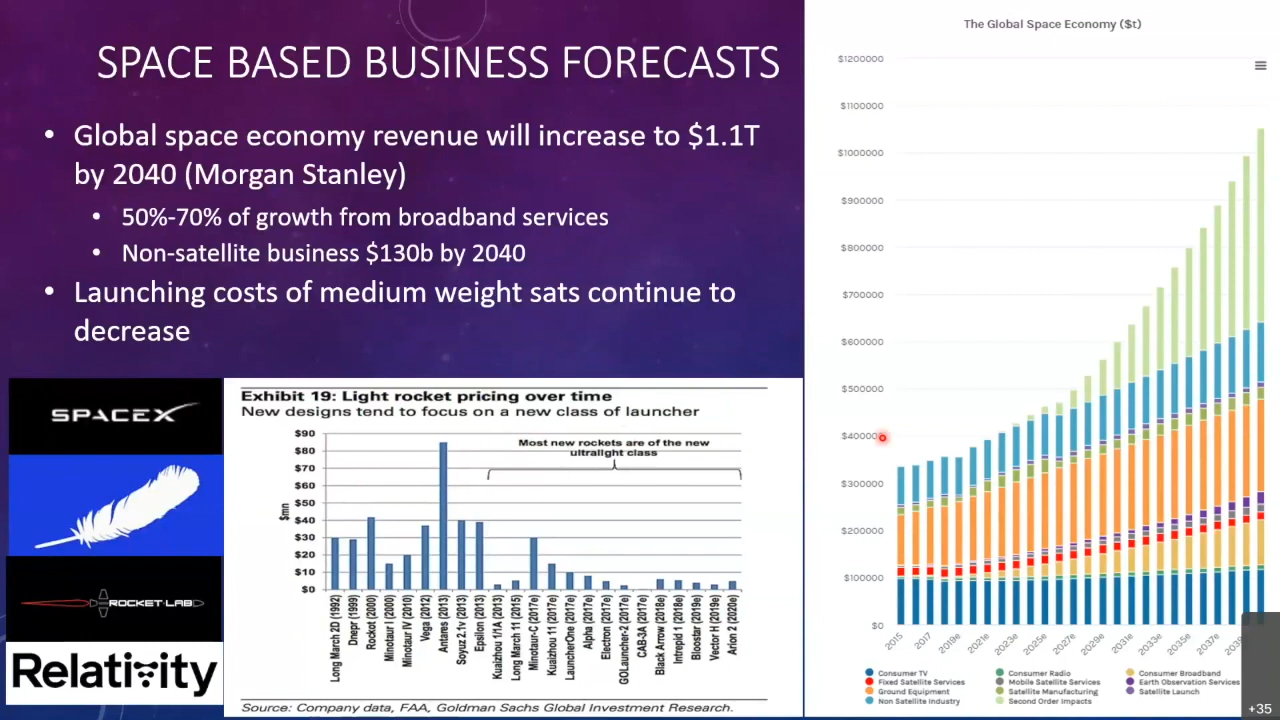 SPACE BASED BUSINESS FORECASTS
• Global space economy revenue will increase to $1.1T
by 2040 (Morgan Stanley)
• 50%-70% of growth from broadband services
• Non-satellite business $130b by 2040
• Launching costs of medium weight sats continue to
decrease
SPACEX
ROCKET LAB
Relativity
Exhibit 19: Light rocket pricing over time
New designs tend to focus on a new class of launcher
Most new rockets are of the new
ultralight class
$mn
$90
$80
$70
$60
$50
$40
$30
$20
$10
$0
Long March 2D (1992)
Dnepr (1999)
Rockot (2000)
Minotaur I (2000)
Minotaur IV (2010)
Vega (2012)
Antares (2013)
Soyuz 2.1v (2013)
Epsilon (2013)
Kuaizhou 1/1A (2013)
Long March 11 (2015)
Minotaur-C (2017e)
Kuaizhou 11 (2017e)
LauncherOne (2017e)
Alpha (2017e)
Electron (2017e)
GOLauncher-2 (2017e)
CAB-3A (2017e)
Black Arrow (2018e)
Intrepid 1 (2018e)
Bloostar (2019e)
Vector H (2019e)
Arion 2 (2020e)
Source: Company data, FAA, Goldman Sachs Global Investment Research.
The Global Space Economy ($t)
$1200000
$1100000
$1000000
$900000
$800000
$700000
$600000
$500000
$400000
$300000
$200000
$100000
$0
2015
2017
2019e
2021e
2023e
2025e
2027e
2029e
2031e
2033e
2035e
2037e
Consumer TV
Consumer Radio
Consumer Broadband
Fixed Satellite Services
Mobile Satellite Services
Earth Observation Services
Ground Equipment
Satellite Manufacturing
Satellite Launch
Non Satellite Industry
Second Order Impacts
+35